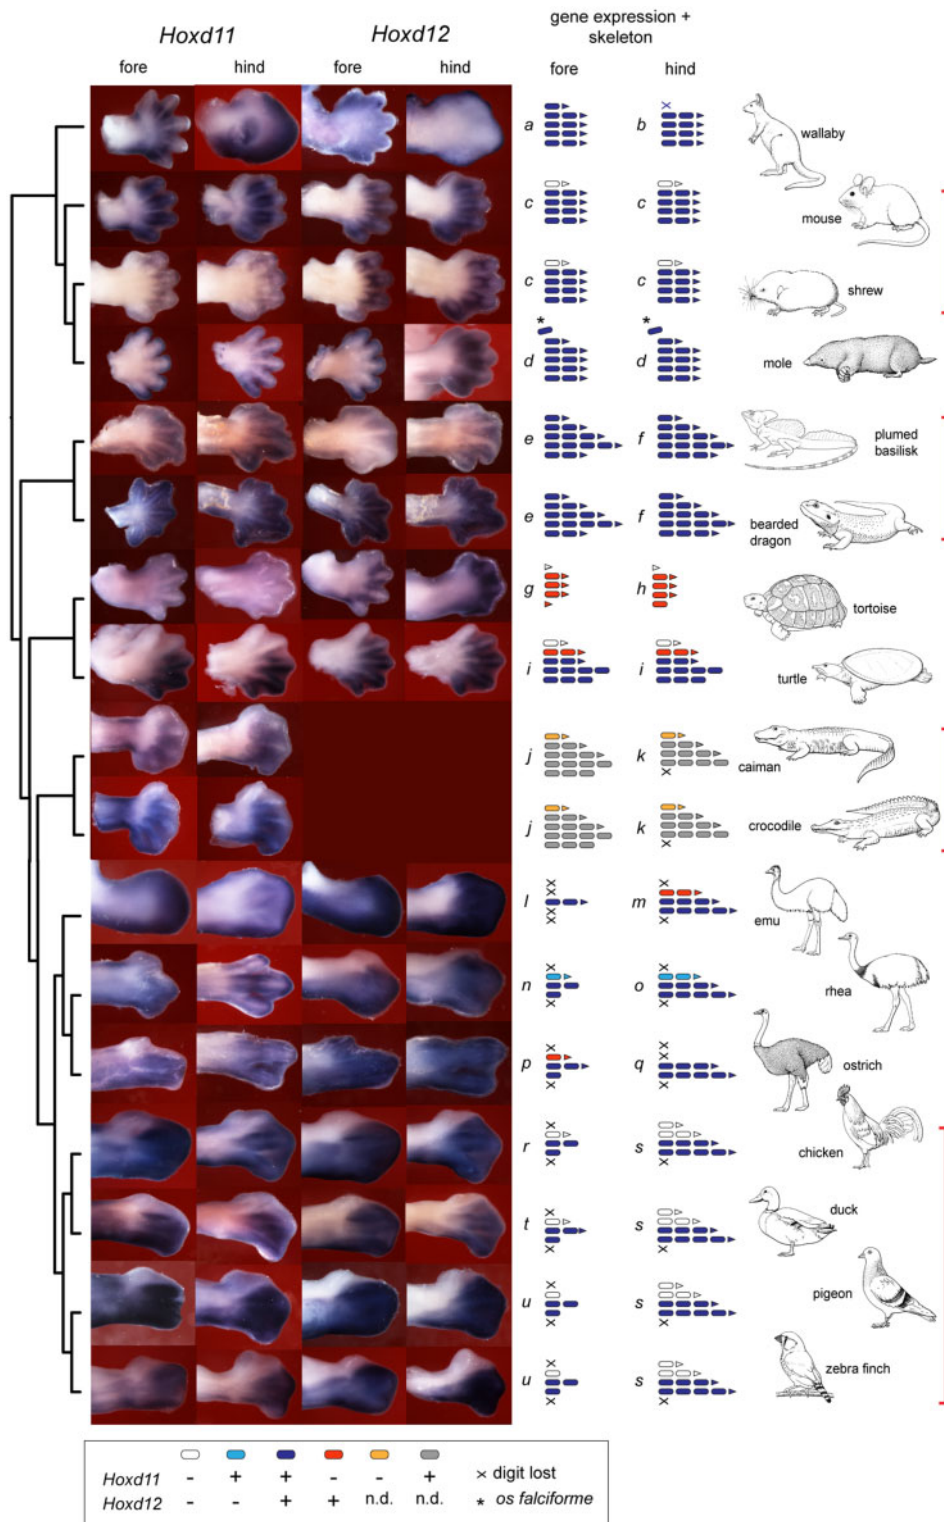 Hoxd11 Hoxd12 gene expression +
skeleton
fore hind fore hind fore hind
a b wallaby
c c mouse
c c shrew
* *
d d mole
e f plumed
basilisk
e f bearded
dragon
g h tortoise
i i turtle
j k caiman
j k crocodile
l m emu
n o rhea
p q ostrich
r s chicken
t s duck
u s pigeon
u s zebra finch
Hoxd11 - + + - - + × digit lost
Hoxd12 - - + + n.d. n.d. * os falciforme